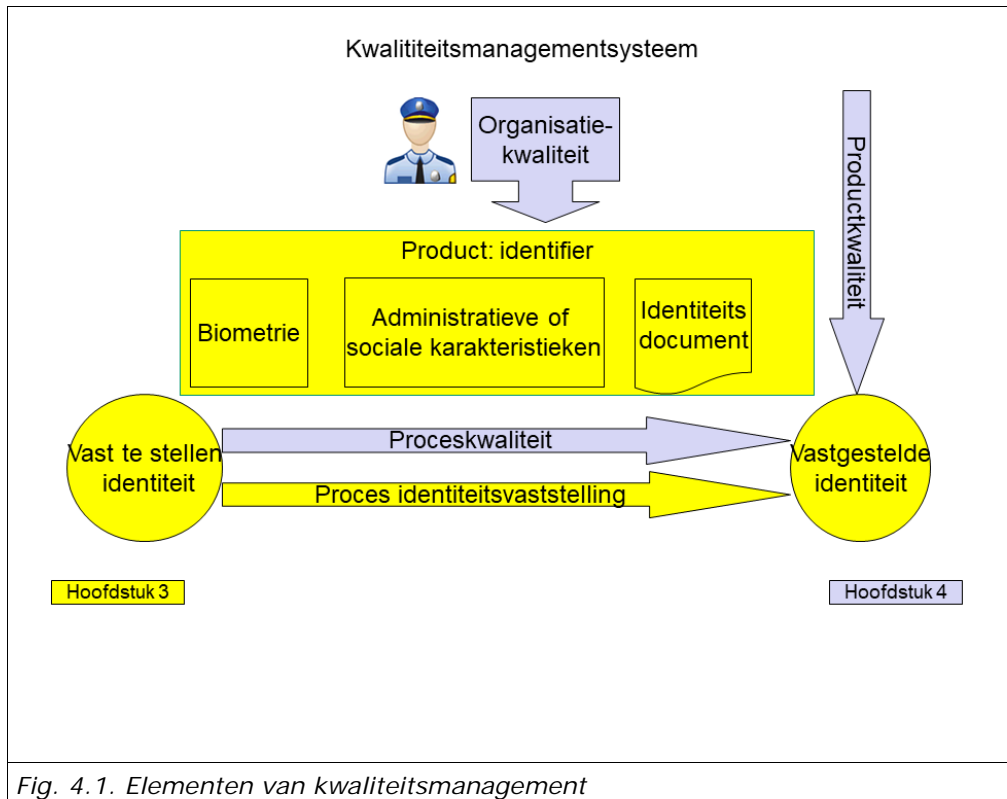 Kwalititeitsmanagementsysteem
Organisatie-
kwaliteit
Productkwaliteit
Product: identifier
Biometrie
Administratieve of
sociale karakteristieken
Identiteits
document
Vast te stellen
identiteit
Proceskwaliteit
Proces identiteitsvaststelling
Vastgestelde
identiteit
Hoofdstuk 3
Hoofdstuk 4
Fig. 4.1. Elementen van kwaliteitsmanagement